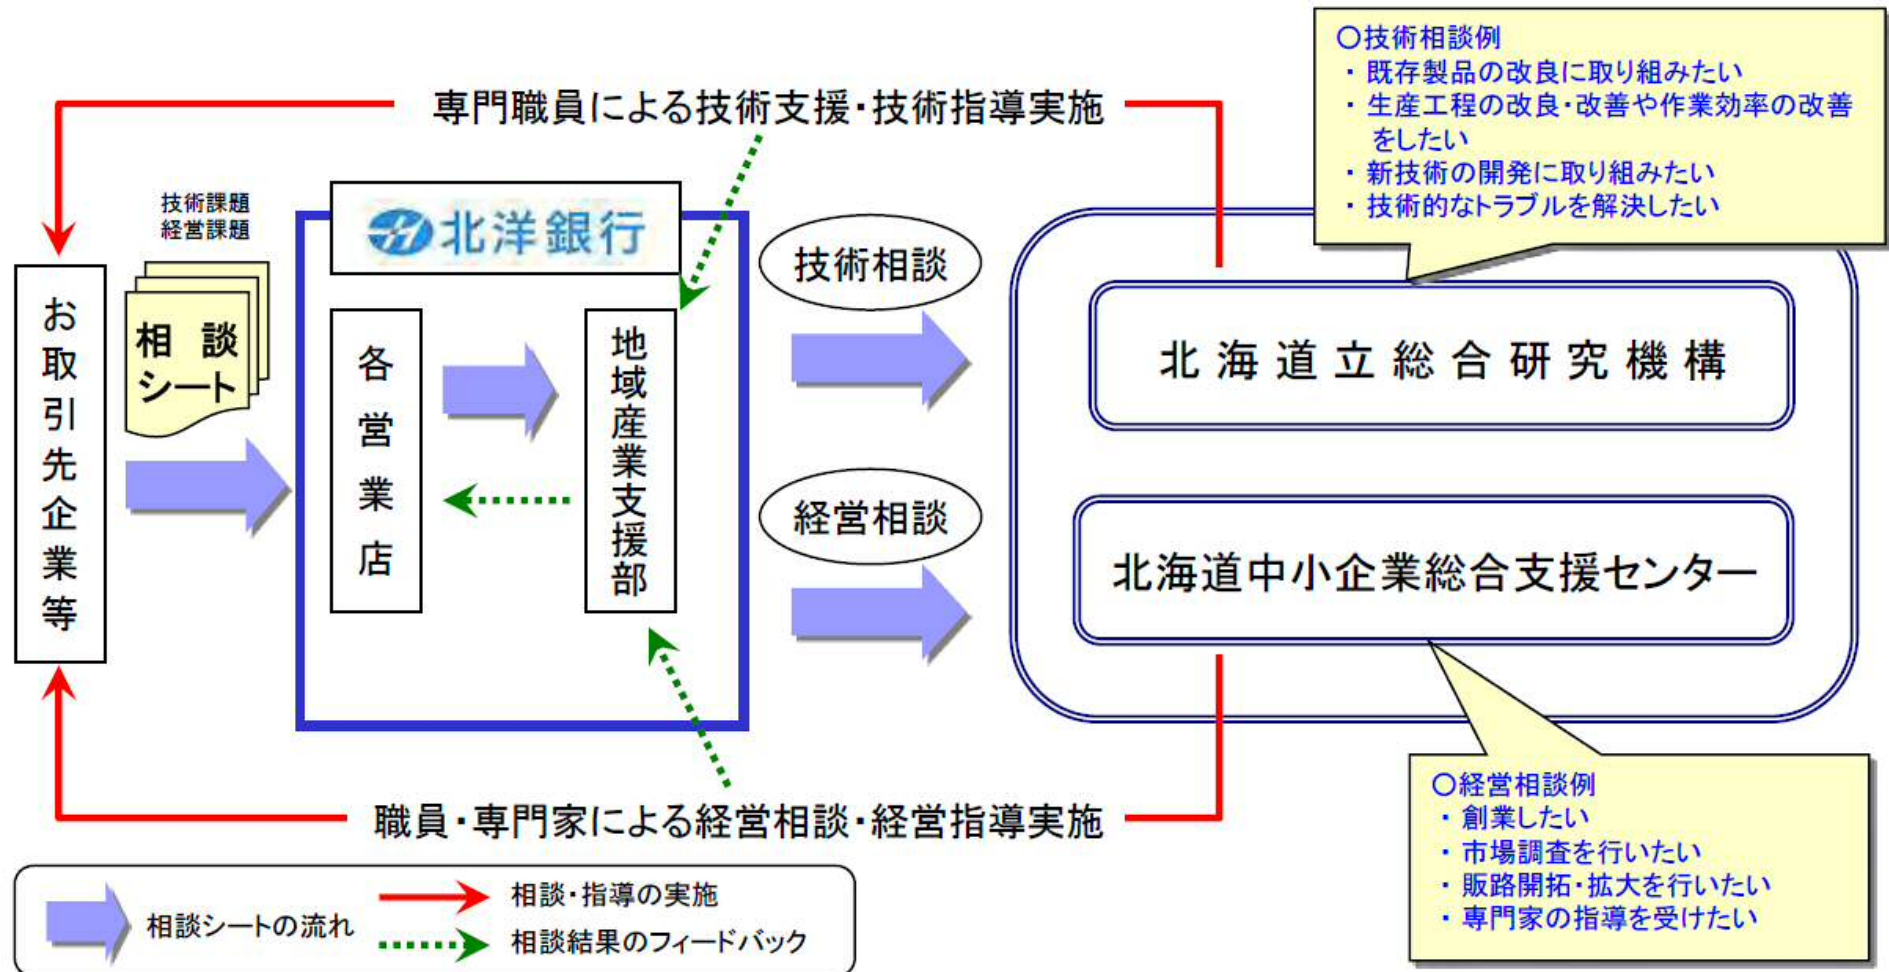 ○技術相談例
・ 既存製品の改良に取り組みたい
・ 生産工程の改良・改善や作業効率の改善
をしたい
・ 新技術の開発に取り組みたい
・ 技術的なトラブルを解決したい
専門職員による技術支援・技術指導実施
技術課題
経営課題
相 談
シート
お取引先企業等
北洋銀行
各営業店
地域産業支援部
技術相談
経営相談
北海道立総合研究機構
北海道中小企業総合支援センター
職員・専門家による経営相談・経営指導実施
○経営相談例
・ 創業したい
・ 市場調査を行いたい
・ 販路開拓・拡大を行いたい
・ 専門家の指導を受けたい
相談シートの流れ
相談・指導の実施
相談結果のフィードバック